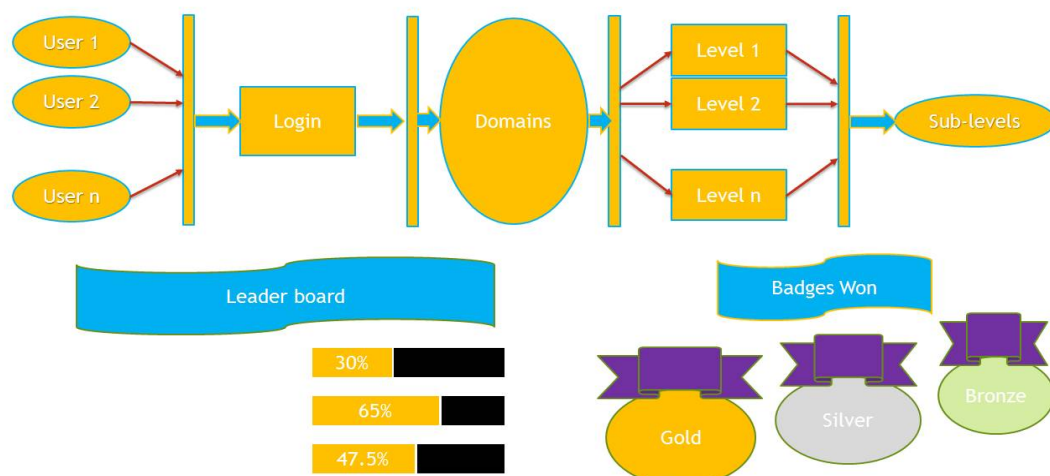 User 1
User 2
User n
Login
Domains
Level 1
Level 2
Level n
Sub-levels
Leader board
30%
65%
47.5%
Badges Won
Gold
Silver
Bronze